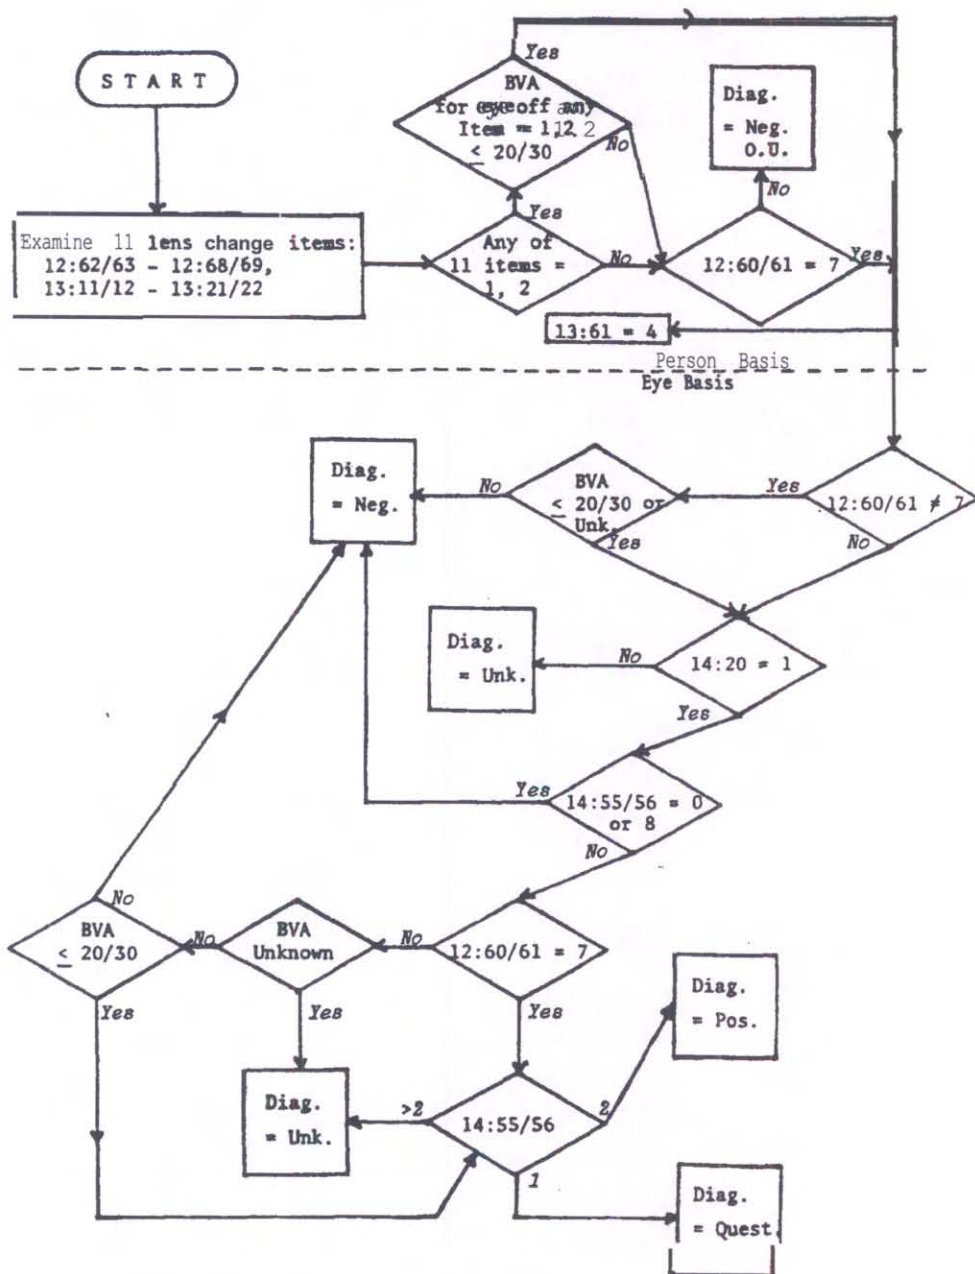 START
Examine 11 lens change items:
12:62/63 - 12:68/69,
13:11/12 - 13:21/22
Yes
BVA
for eye any
Item = 1,2
≤ 20/30
No
Diag.
= Neg.
O.U.
No
Yes
Any of
11 items =
1, 2
No
12:60/61 = 7
Yes
13:61 = 4
Person Basis
Eye Basis
Diag.
= Neg.
No
BVA
≤ 20/30 or
Unk.
Yes
Yes
12:60/61 ≠ 7
No
Diag.
= Unk.
No
14:20 = 1
Yes
Yes
14:55/56 = 0
or 8
No
No
BVA
≤ 20/30
Yes
No
BVA
Unknown
Yes
No
12:60/61 = 7
Yes
Diag.
= Pos.
Diag.
= Unk.
>2
14:55/56
2
1
Diag.
= Quest.